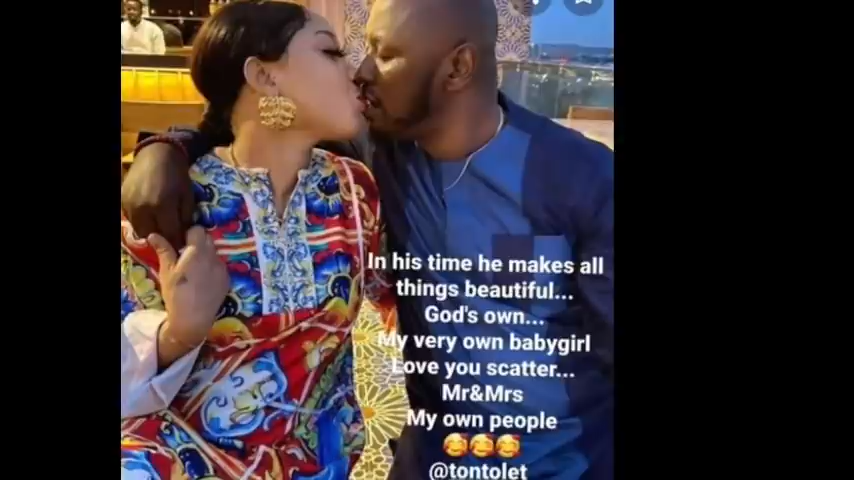 In his time he makes all
things beautiful...
God's own...
My very own babygirl
Love you scatter...
Mr&Mrs
My own people
🥰🥰🥰
@tontolet